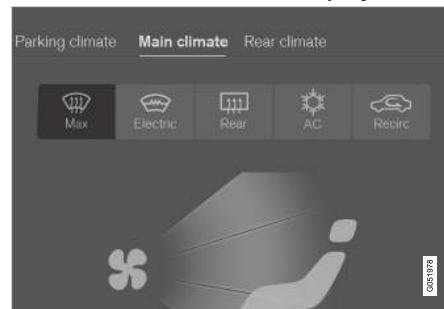 Parking climate Main climate Rear climate
Max Electric Rear AC Recirc
G051978